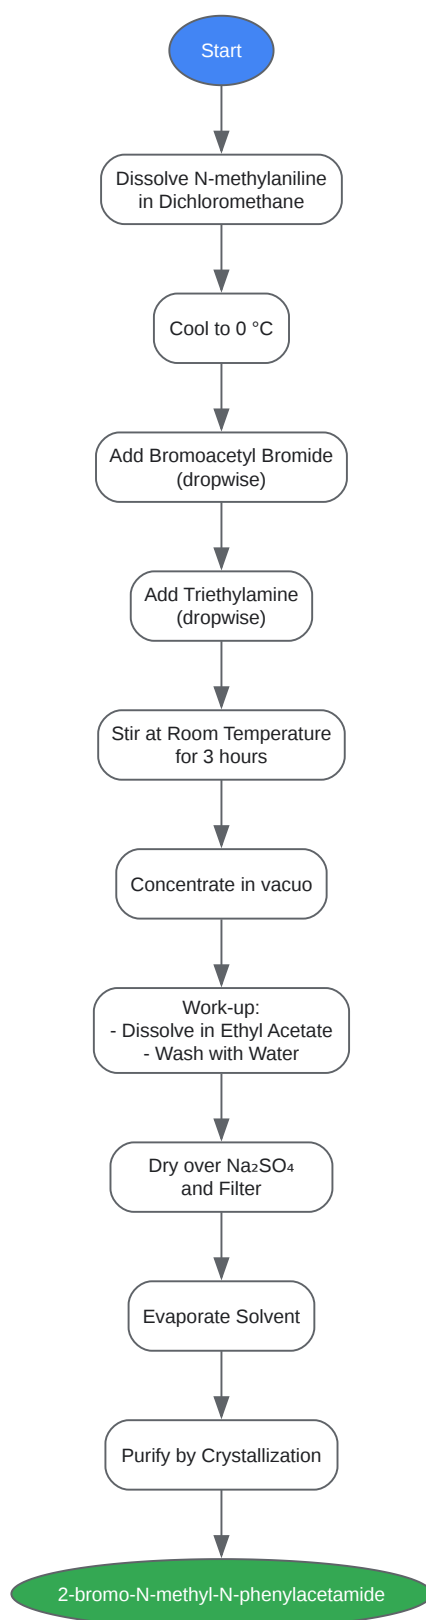 Start
Dissolve N-methylaniline
in Dichloromethane
Cool to 0 °C
Add Bromoacetyl Bromide
(dropwise)
Add Triethylamine
(dropwise)
Stir at Room Temperature
for 3 hours
Concentrate in vacuo
Work-up:
- Dissolve in Ethyl Acetate
- Wash with Water
Dry over Na₂SO₄
and Filter
Evaporate Solvent
Purify by Crystallization
2-bromo-N-methyl-N-phenylacetamide